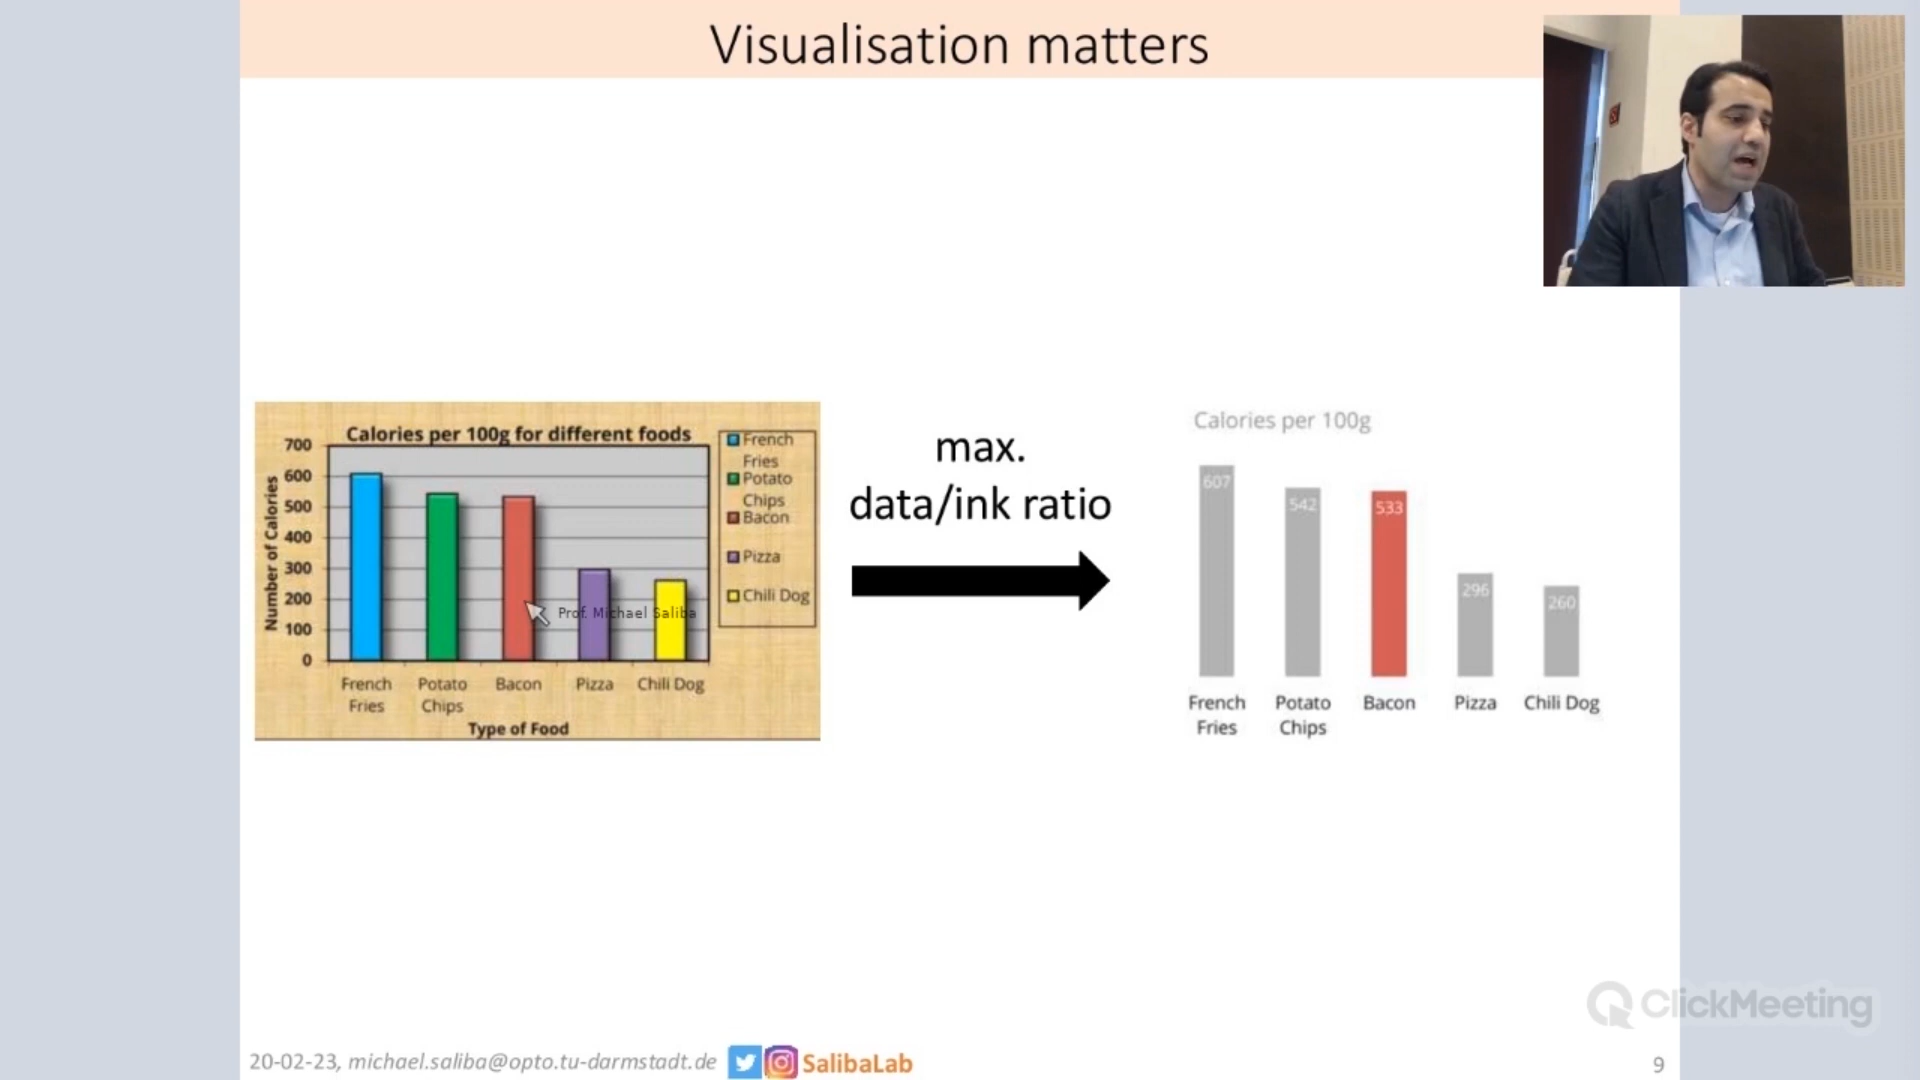 Visualisation matters
Calories per 100g for different foods
Number of Calories
700
600
500
400
300
200
100
0
French
Fries
Potato
Chips
Bacon
Pizza
Chili Dog
Type of Food
French
Fries
Potato
Chips
Bacon
Pizza
Chili Dog
Prof. Michael Saliba
max.
data/ink ratio
Calories per 100g
607
542
533
296
260
French
Fries
Potato
Chips
Bacon
Pizza
Chili Dog
ClickMeeting
20-02-23, michael.saliba@opto.tu-darmstadt.de SalibaLab
9